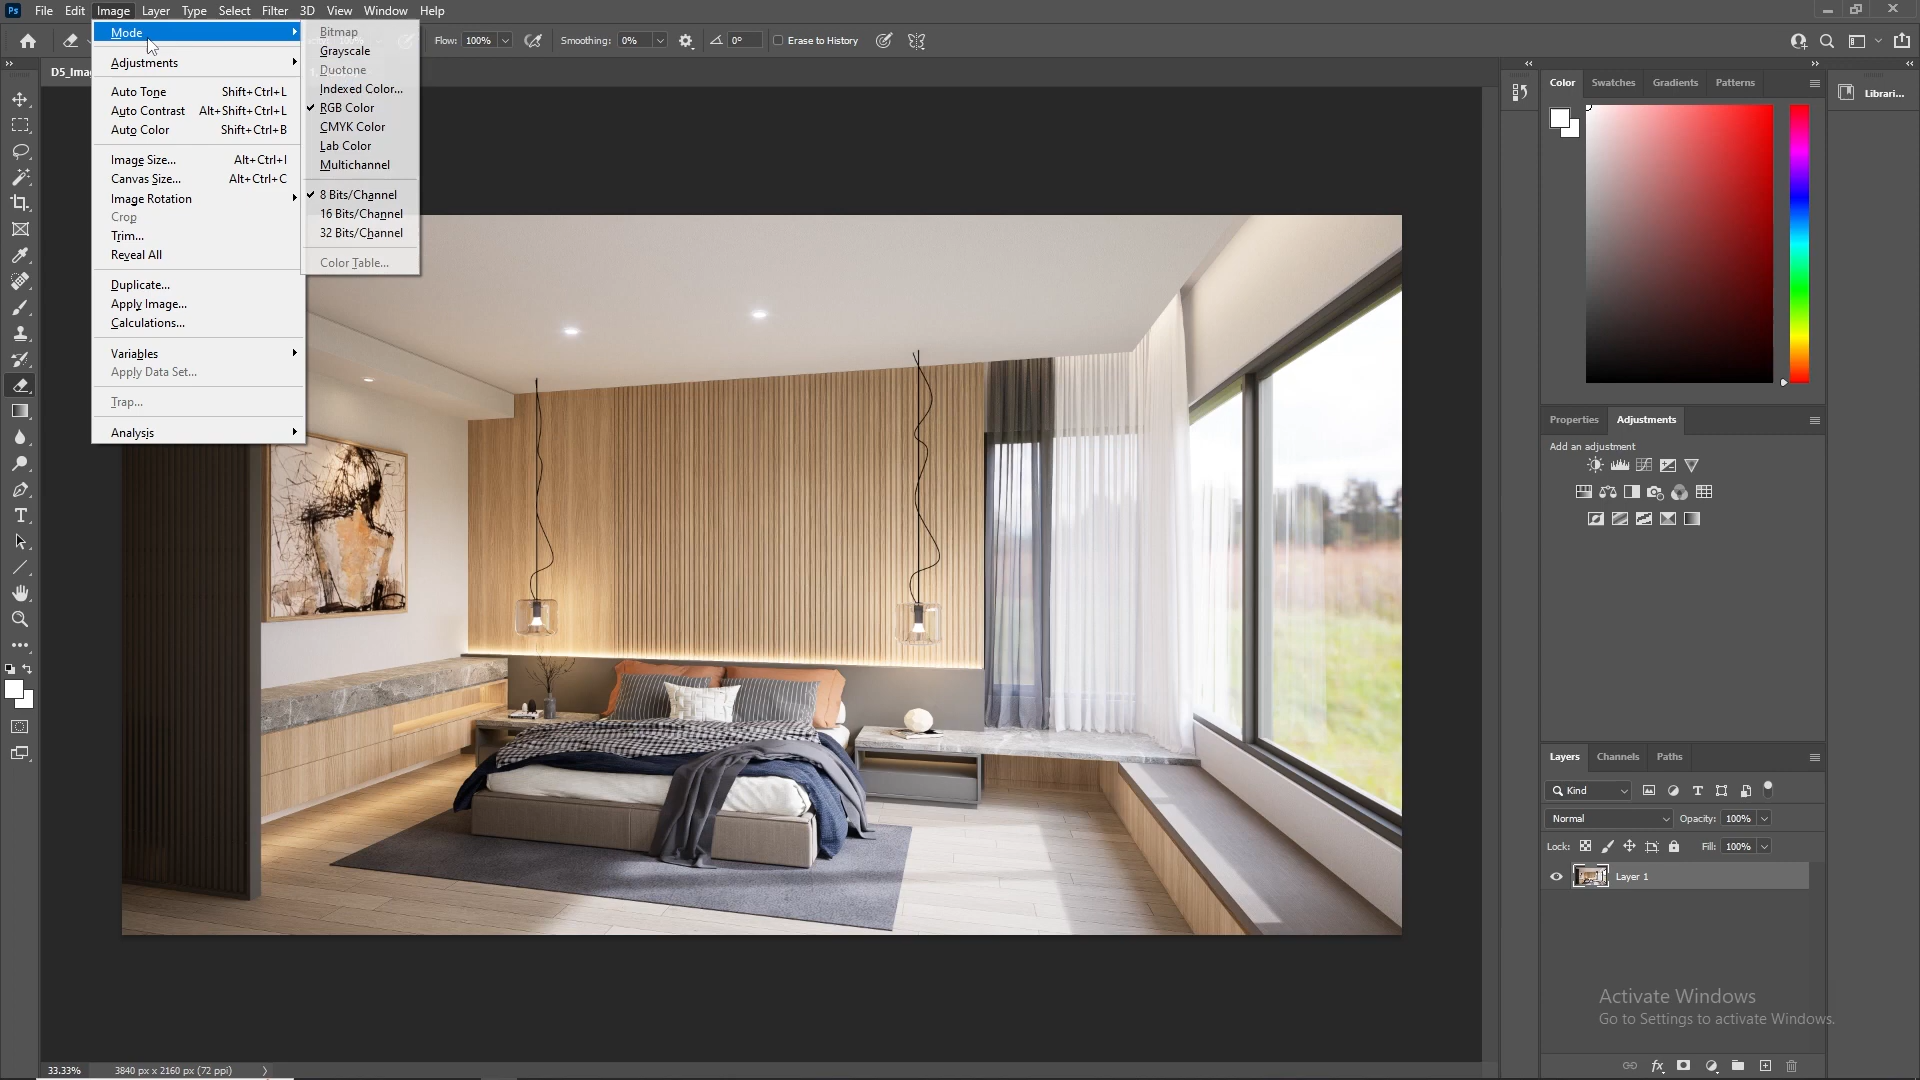 Ps File Edit Image Layer Type Select Filter 3D View Window Help
Flow: 100% Smoothing: 0% 0° Erase to History
D5_Ima
Mode
Adjustments
Auto Tone Shift+Ctrl+L
Auto Contrast Alt+Shift+Ctrl+L
Auto Color Shift+Ctrl+B
Image Size... Alt+Ctrl+I
Canvas Size... Alt+Ctrl+C
Image Rotation
Crop
Trim...
Reveal All
Duplicate...
Apply Image...
Calculations...
Variables
Apply Data Set...
Trap...
Analysis
Bitmap
Grayscale
Duotone
Indexed Color...
RGB Color
CMYK Color
Lab Color
Multichannel
8 Bits/Channel
16 Bits/Channel
32 Bits/Channel
Color Table...
Color Swatches Gradients Patterns
Librari...
Properties Adjustments
Add an adjustment
Layers Channels Paths
Kind
Normal Opacity: 100%
Lock: Fill: 100%
Layer 1
Activate Windows
Go to Settings to activate Windows.
fx
33.33% 3840 px x 2160 px (72 ppi)